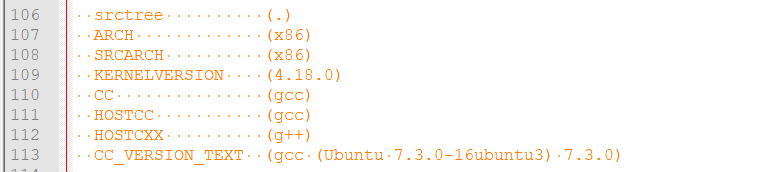 106 srctree (.)
107 ARCH (x86)
108 SRCARCH (x86)
109 KERNELVERSION (4.18.0)
110 CC (gcc)
111 HOSTCC (gcc)
112 HOSTCXX (g++)
113 CC_VERSION_TEXT (gcc (Ubuntu 7.3.0-16ubuntu3) 7.3.0)